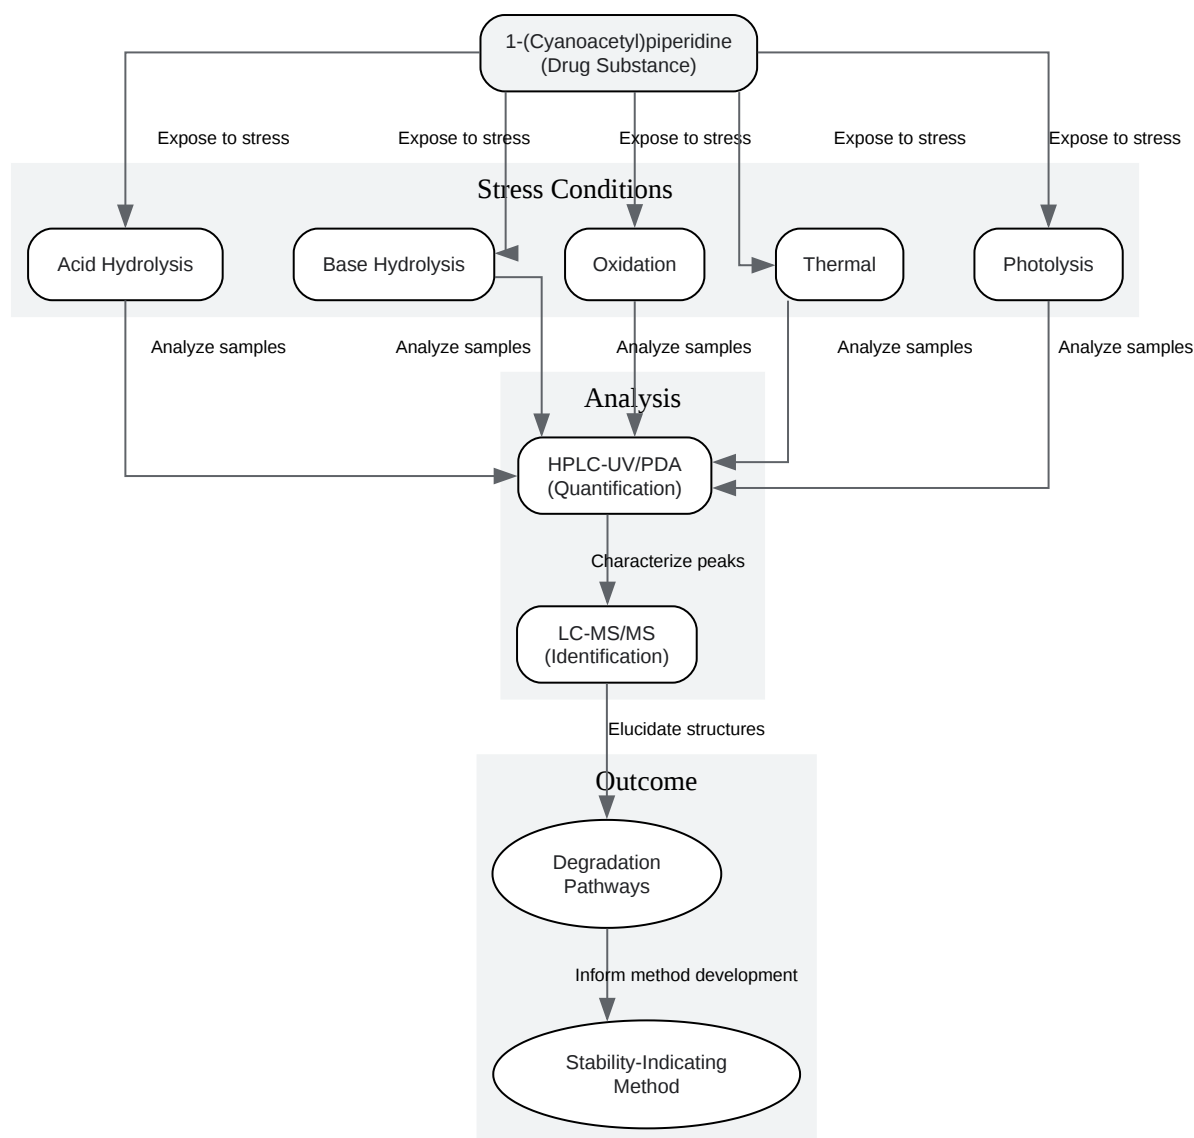 1-(Cyanoacetyl)piperidine
(Drug Substance)
Expose to stress
Expose to stress
Expose to stress
Expose to stress
Expose to stress
Stress Conditions
Acid Hydrolysis
Base Hydrolysis
Oxidation
Thermal
Photolysis
Analyze samples
Analyze samples
Analyze samples
Analyze samples
Analyze samples
Analysis
HPLC-UV/PDA
(Quantification)
Characterize peaks
LC-MS/MS
(Identification)
Elucidate structures
Outcome
Degradation
Pathways
Inform method development
Stability-Indicating
Method